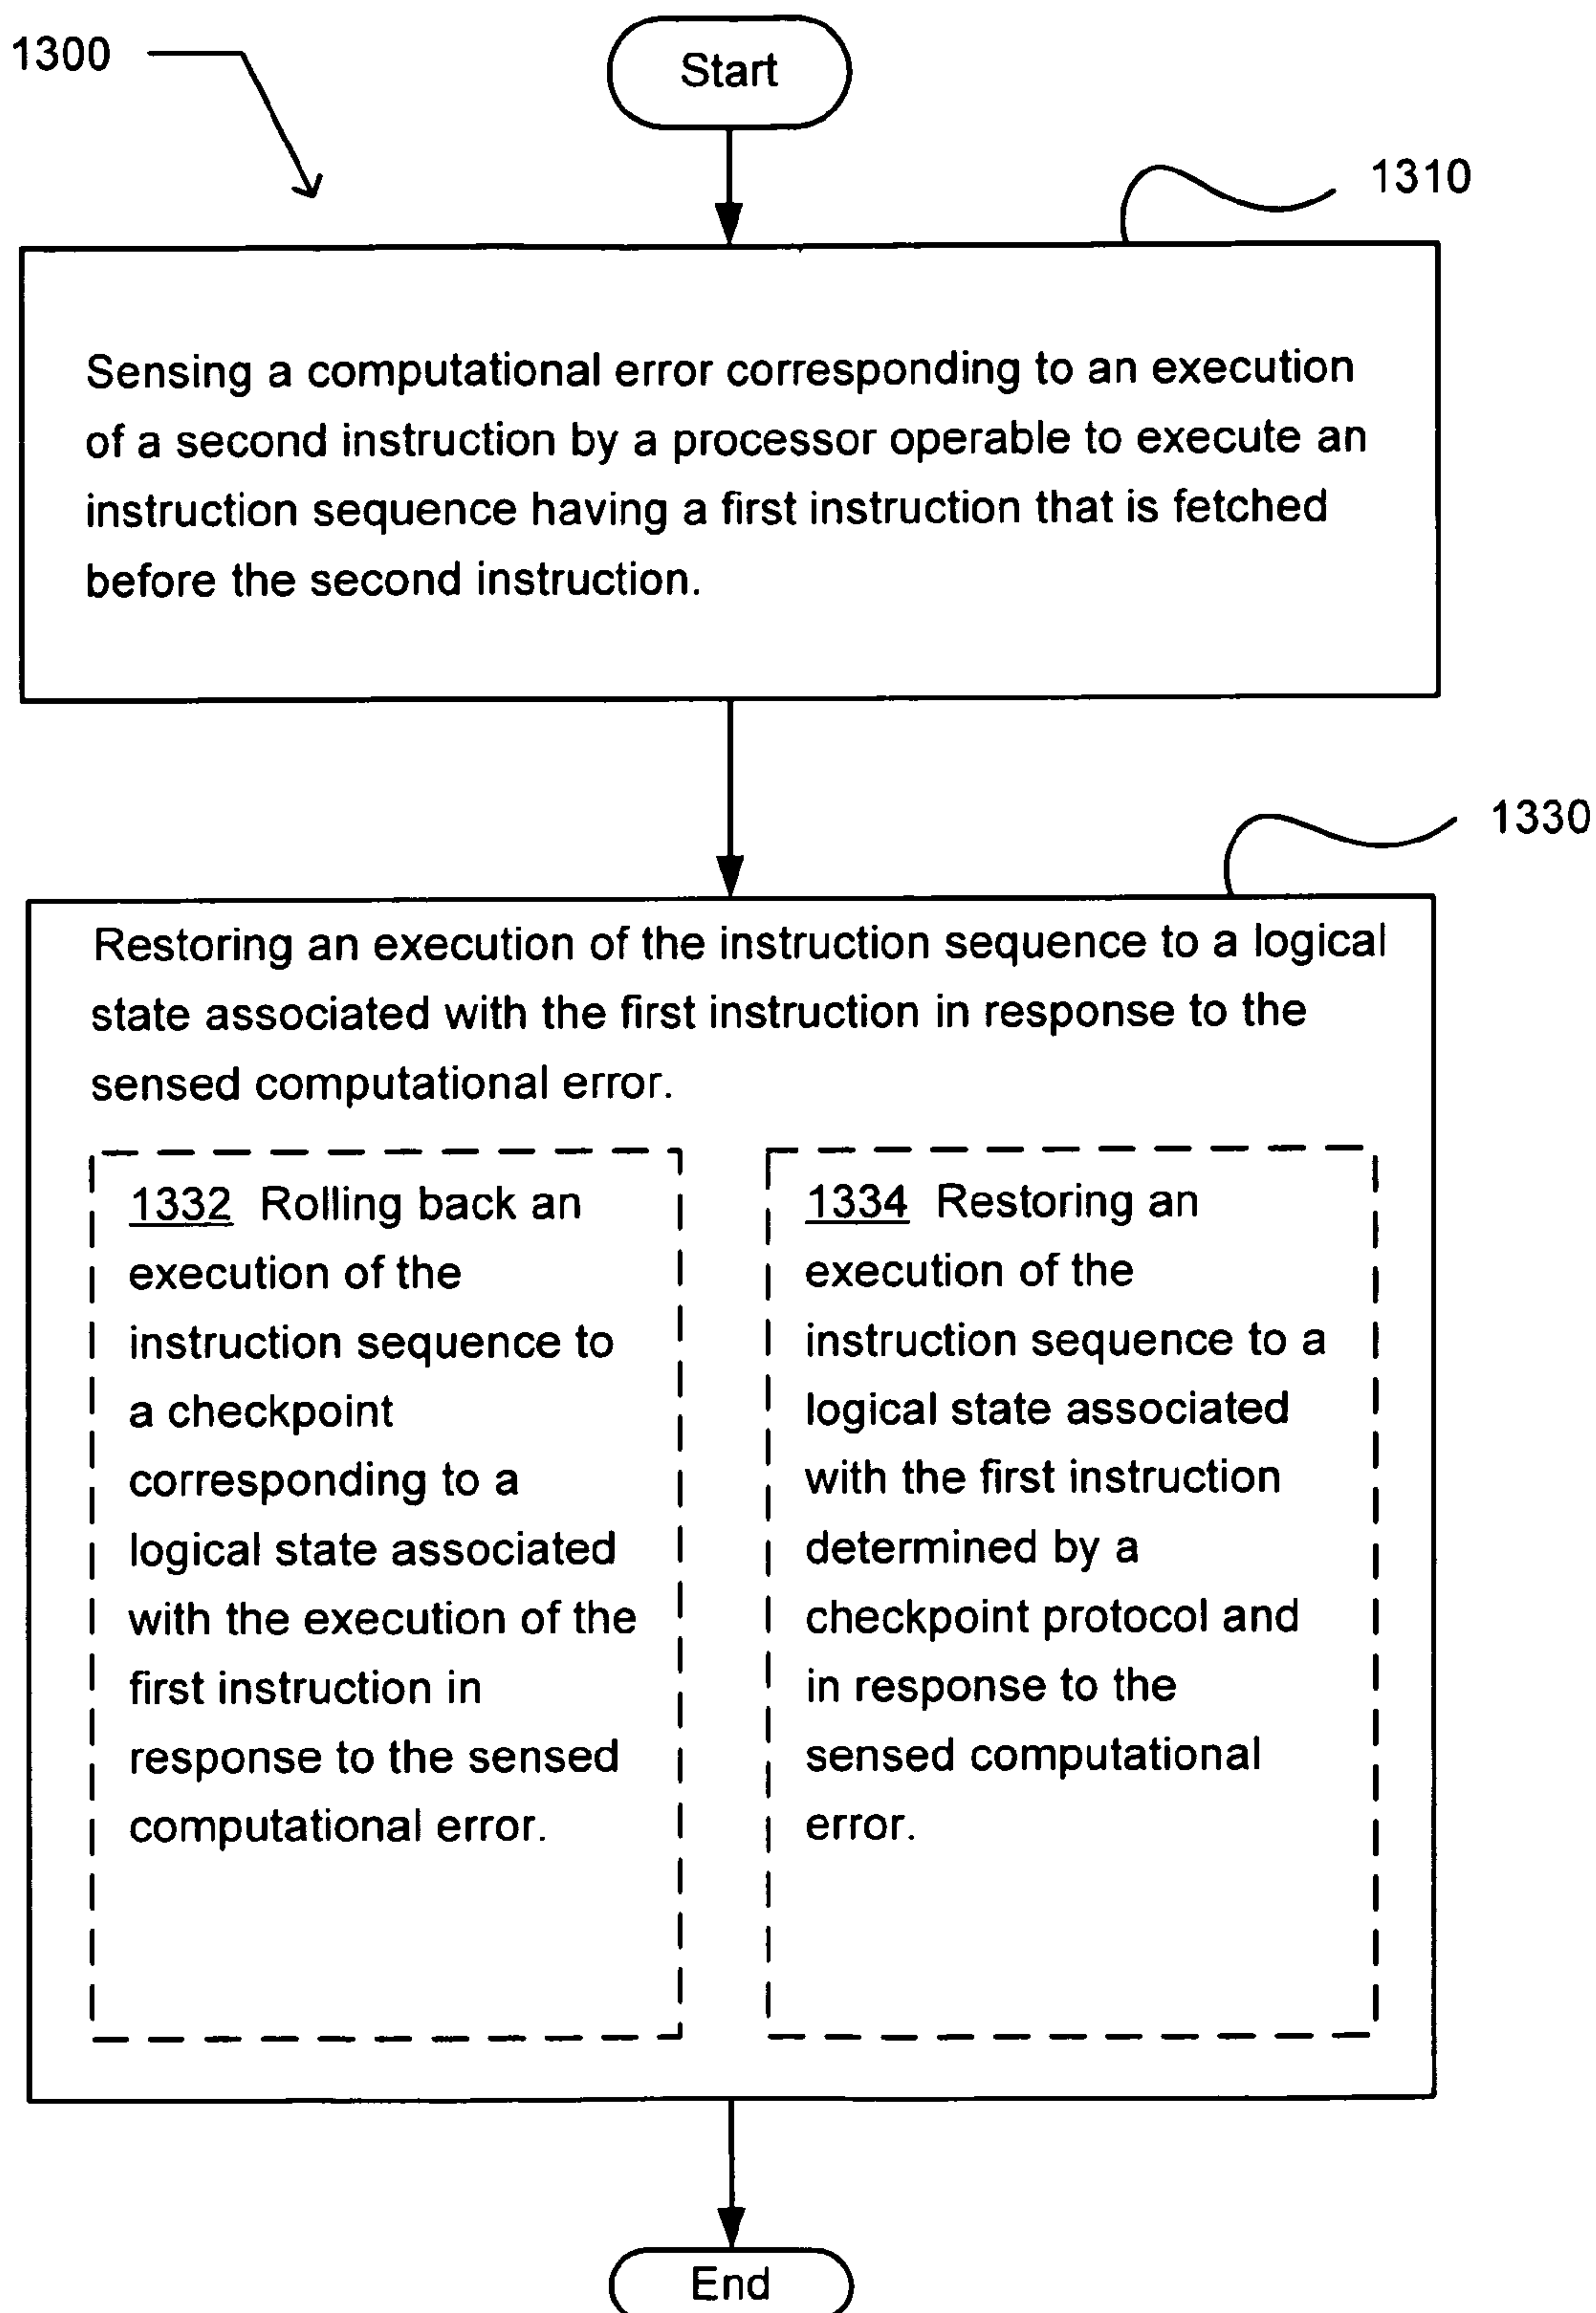 1300
Start
1310
Sensing a computational error corresponding to an execution
of a second instruction by a processor operable to execute an
instruction sequence having a first instruction that is fetched
before the second instruction.
1330
Restoring an execution of the instruction sequence to a logical
state associated with the first instruction in response to the
sensed computational error.
1332 Rolling back an
execution of the
instruction sequence to
a checkpoint
corresponding to a
logical state associated
with the execution of the
first instruction in
response to the sensed
computational error.
1334 Restoring an
execution of the
instruction sequence to a
logical state associated
with the first instruction
determined by a
checkpoint protocol and
in response to the
sensed computational
error.
End